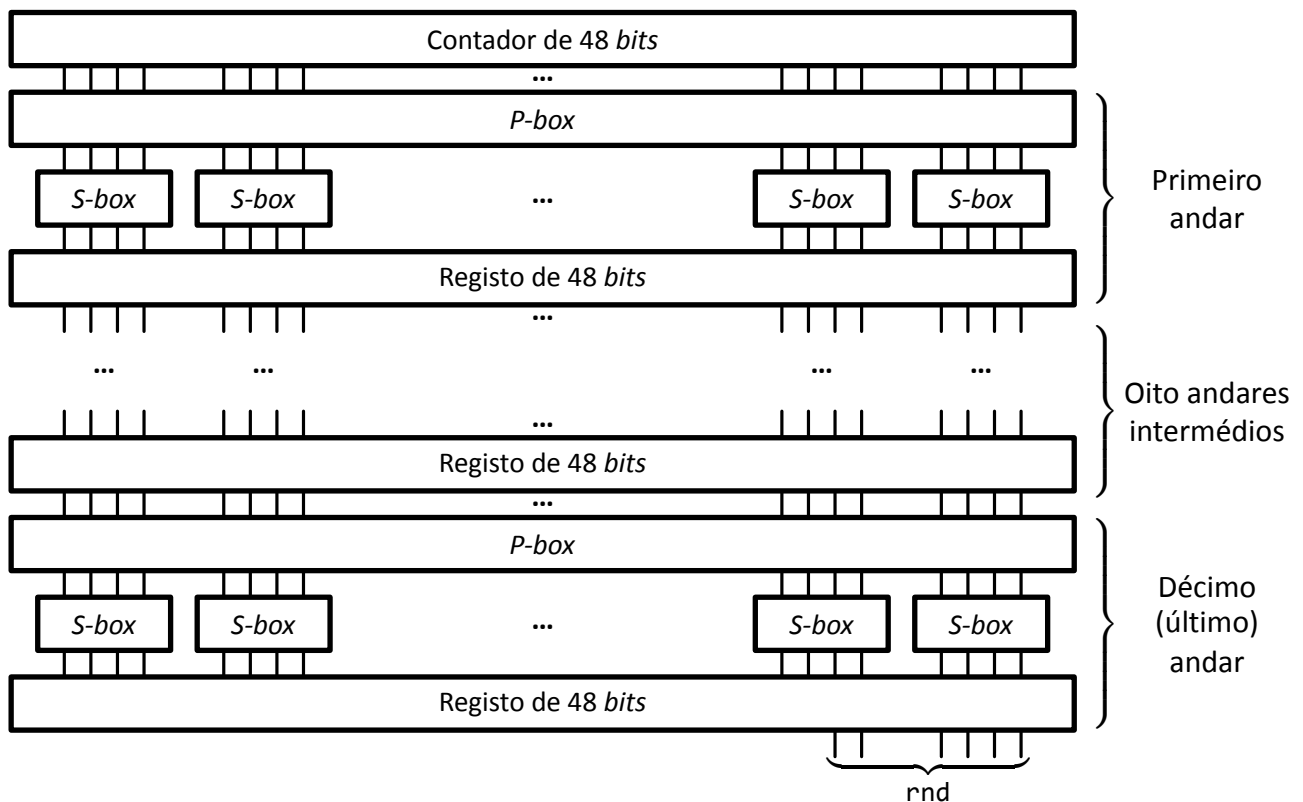 Contador de 48 bits
...
P-box
S-box S-box ... S-box S-box
Primeiro
andar
Registo de 48 bits
...
... ... ... ...
Oito andares
intermédios
...
Registo de 48 bits
...
P-box
S-box S-box ... S-box S-box
Décimo
(último)
andar
Registo de 48 bits
rnd